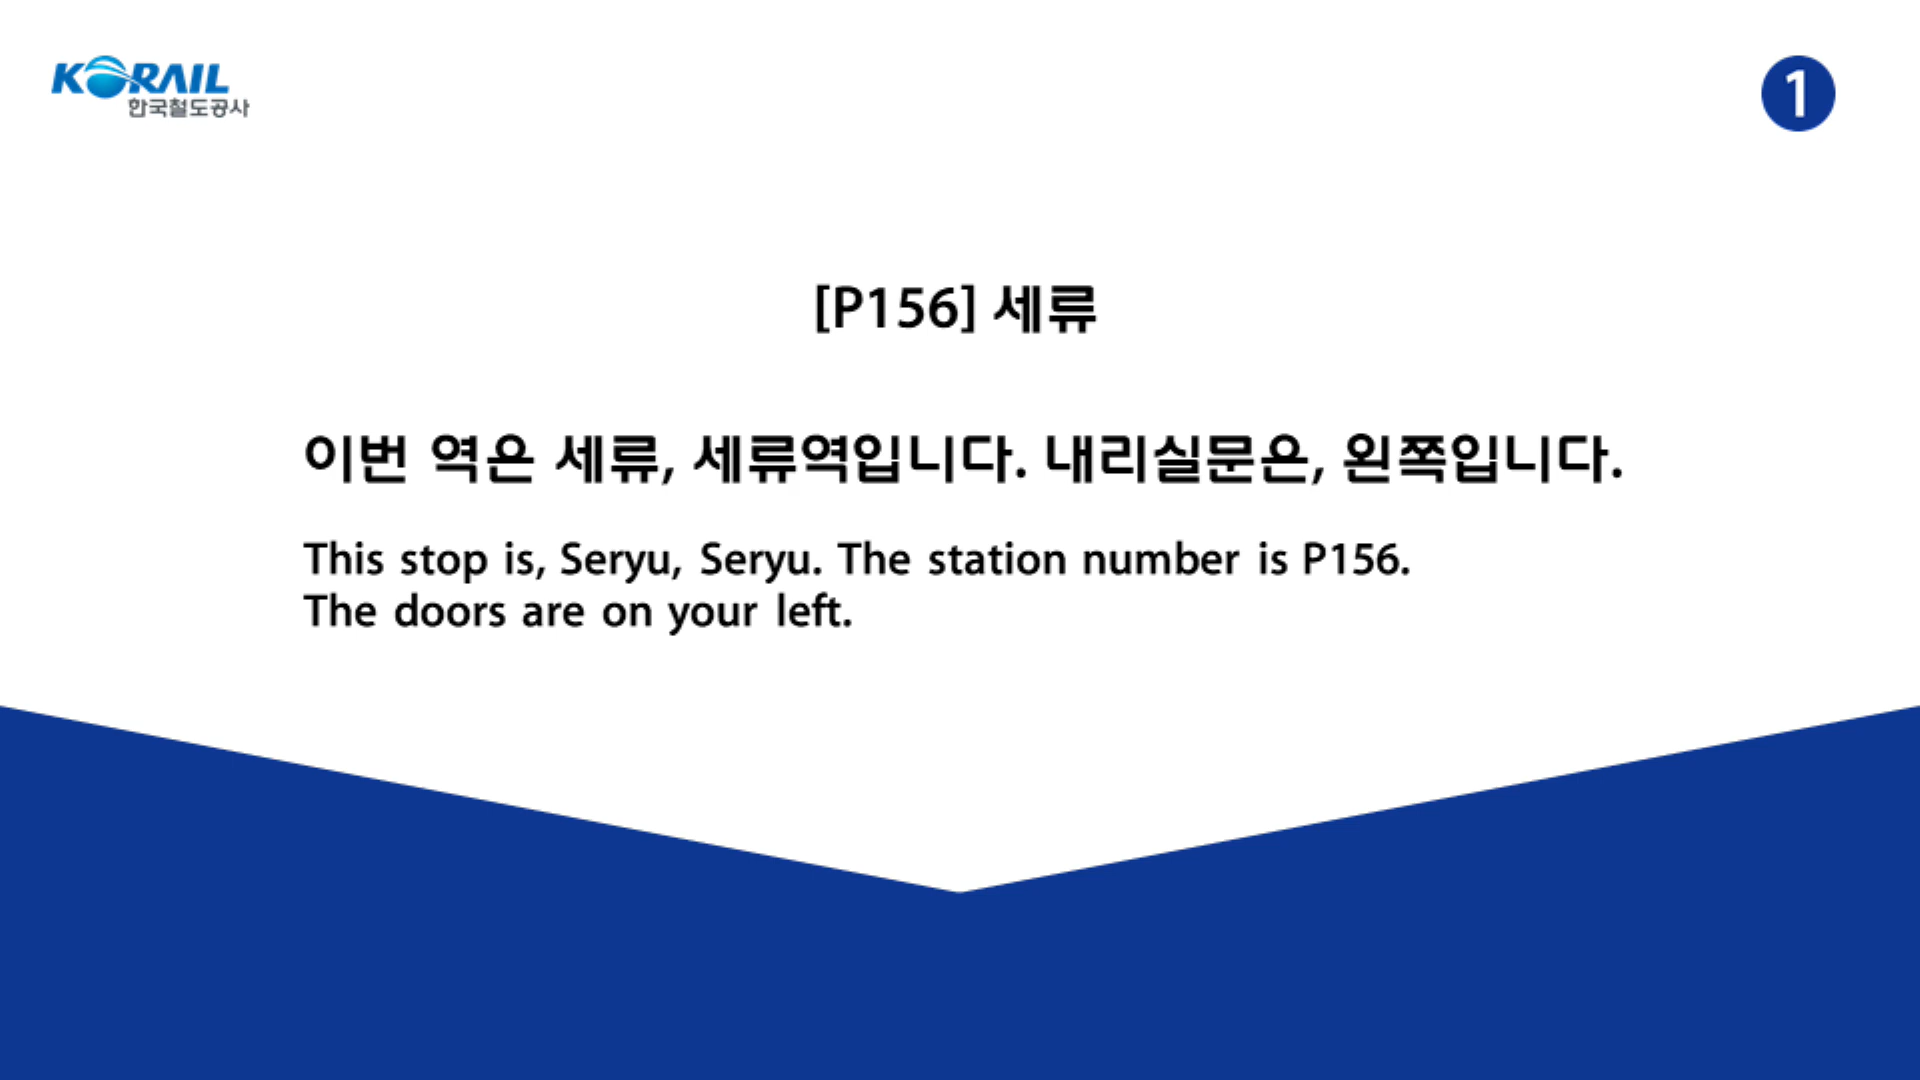 KORAIL
한국철도공사
1
[P156] 세류
이번 역은 세류, 세류역입니다. 내리실문은, 왼쪽입니다.
This stop is, Seryu, Seryu. The station number is P156.
The doors are on your left.